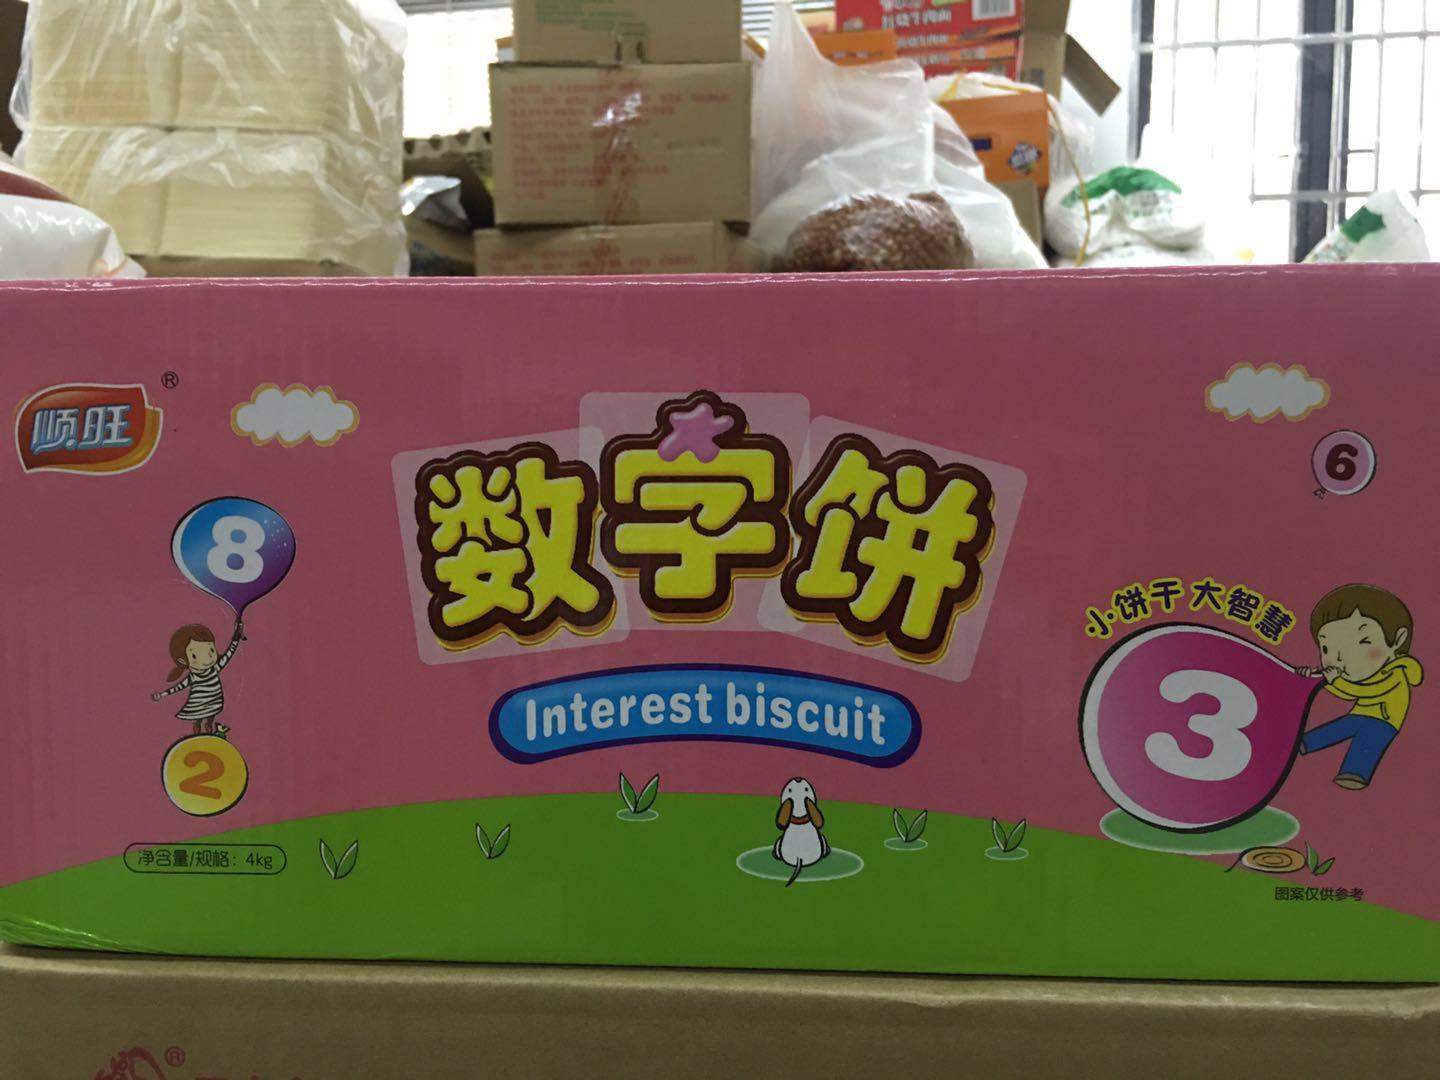 顺旺
®
数字饼
Interest biscuit
8
2
6
小饼干 大智慧
3
净含量/规格：4kg
图案仅供参考
®